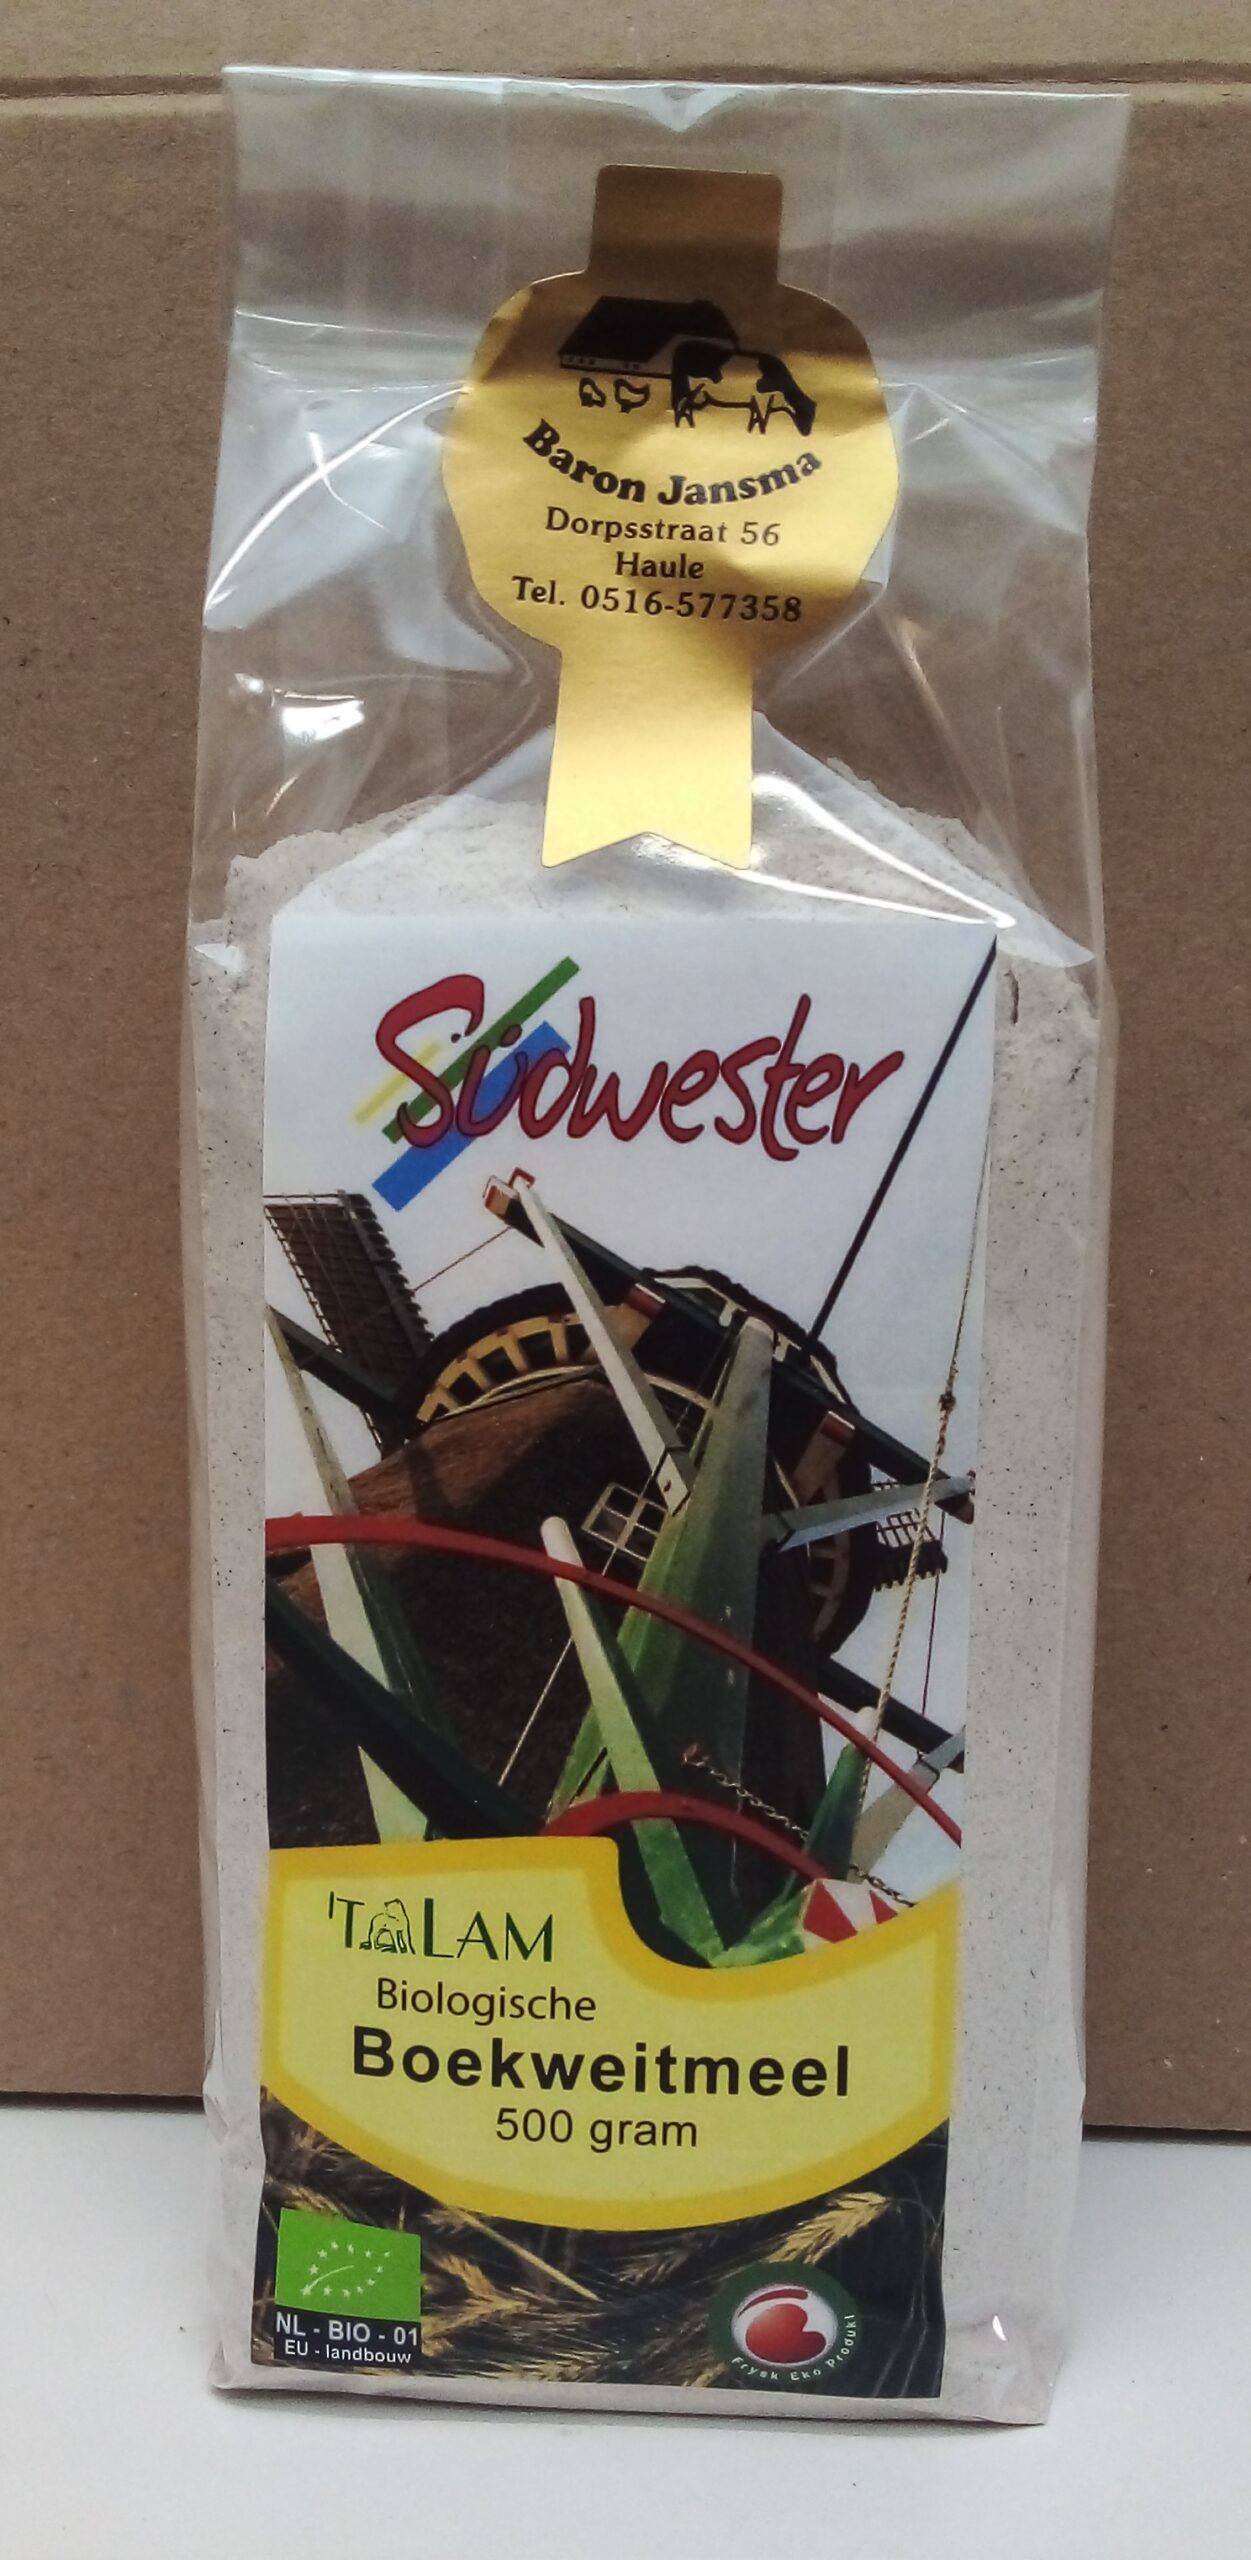 Baron Jansma
Dorpsstraat 56
Haule
Tel. 0516-577358
Südwester
'T LAM
Biologische
Boekweitmeel
500 gram
NL - BIO - 01
EU - landbouw
Frysk Eko Produkt